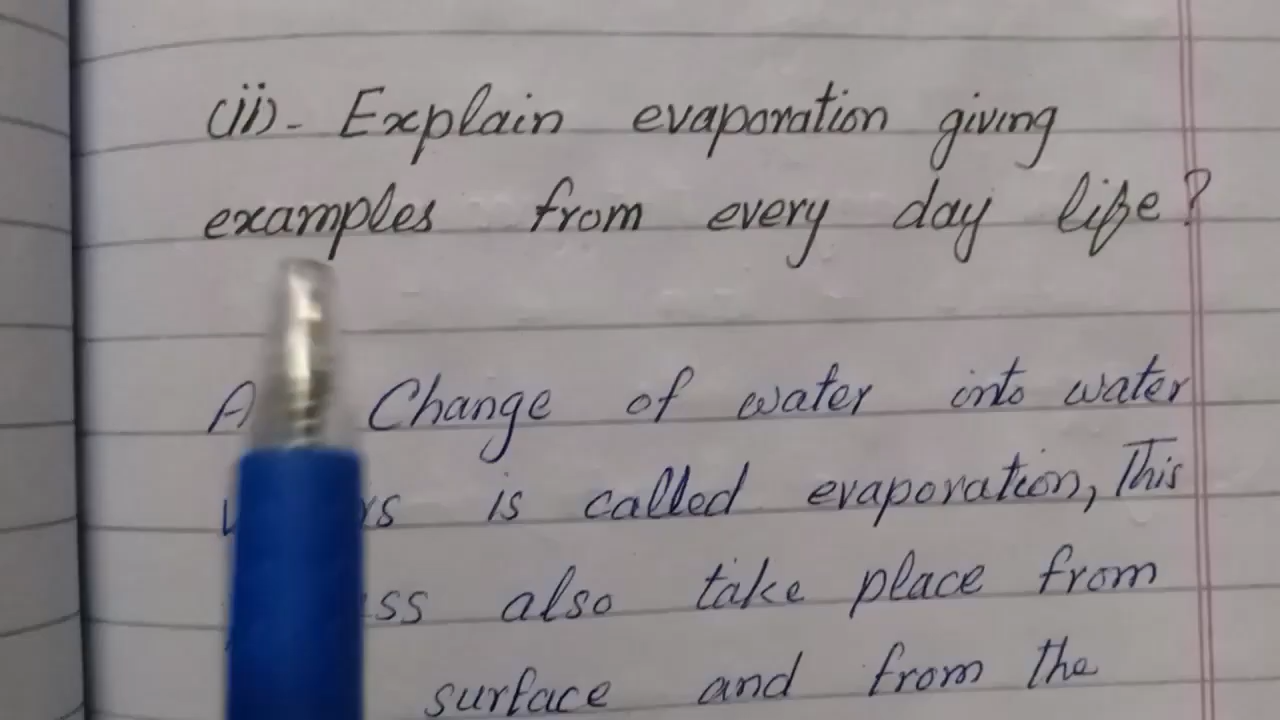 (ii)- Explain evaporation giving
examples from every day life?
Change of water into water
is called evaporation, This
also take place from
surface and from the